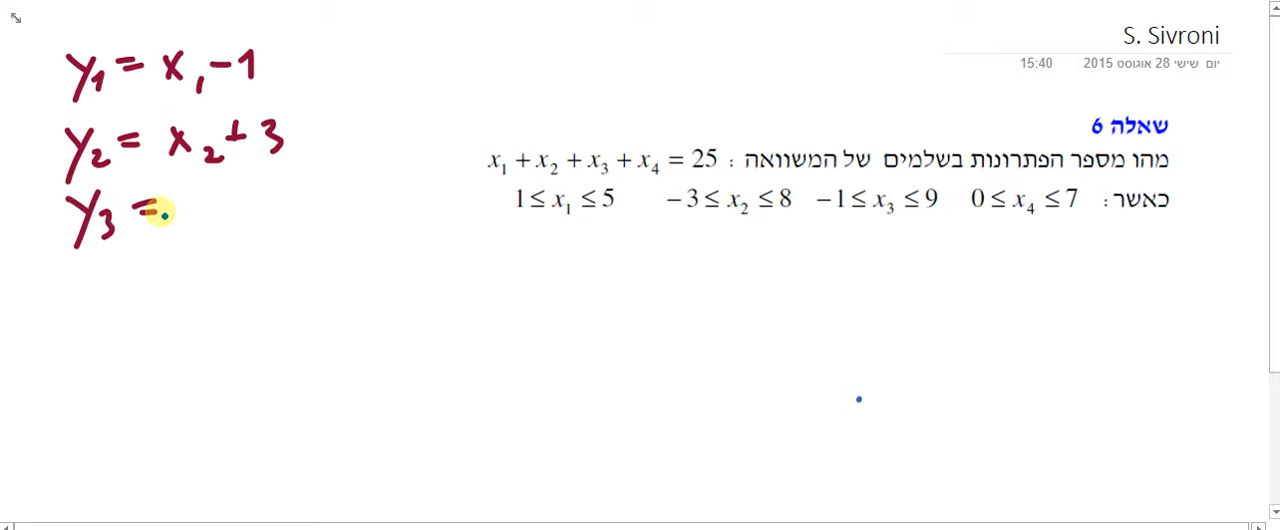 S. Sivroni
יום שישי 28 אוגוסט 2015 15:40
שאלה 6
מהו מספר הפתרונות בשלמים של המשוואה : x₁ + x₂ + x₃ + x₄ = 25
כאשר : 0 ≤ x₄ ≤ 7 −1 ≤ x₃ ≤ 9 −3 ≤ x₂ ≤ 8 1 ≤ x₁ ≤ 5
y₁ = x₁ − 1
y₂ = x₂ + 3
y₃ =